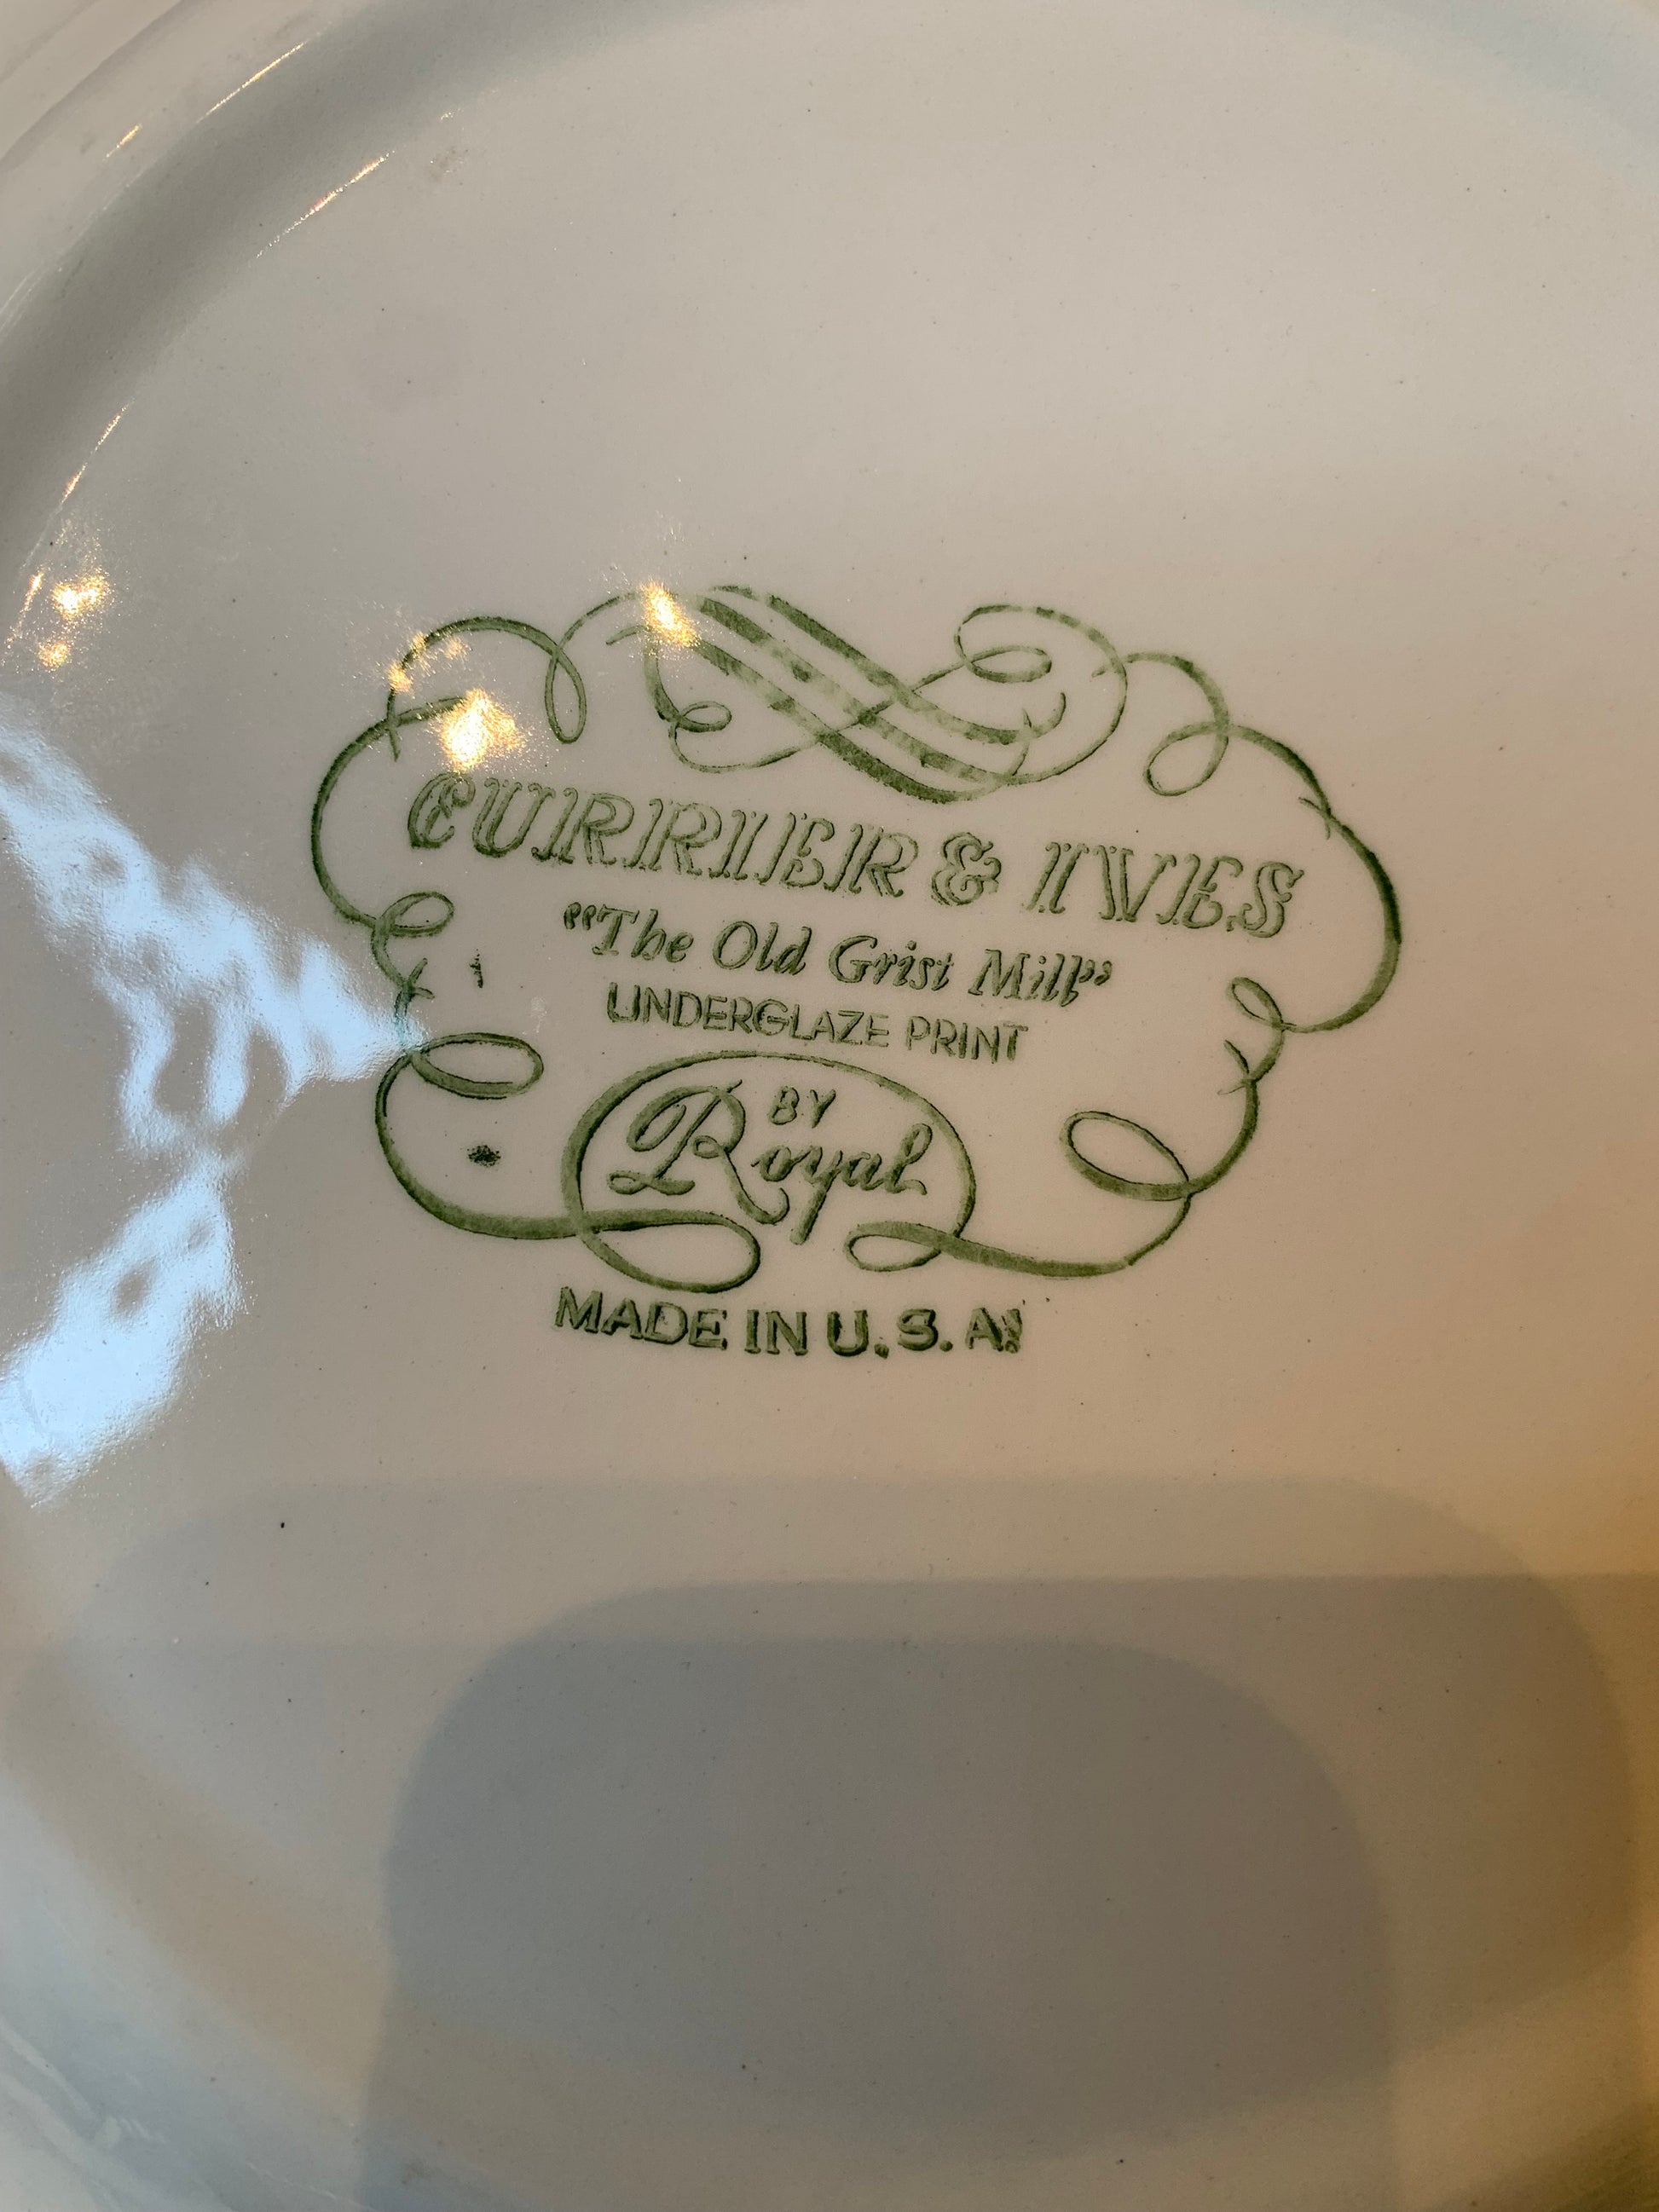 CURRIER & IVES
“The Old Grist Mill”
UNDERGLAZE PRINT
BY
Royal
MADE IN U.S.A.